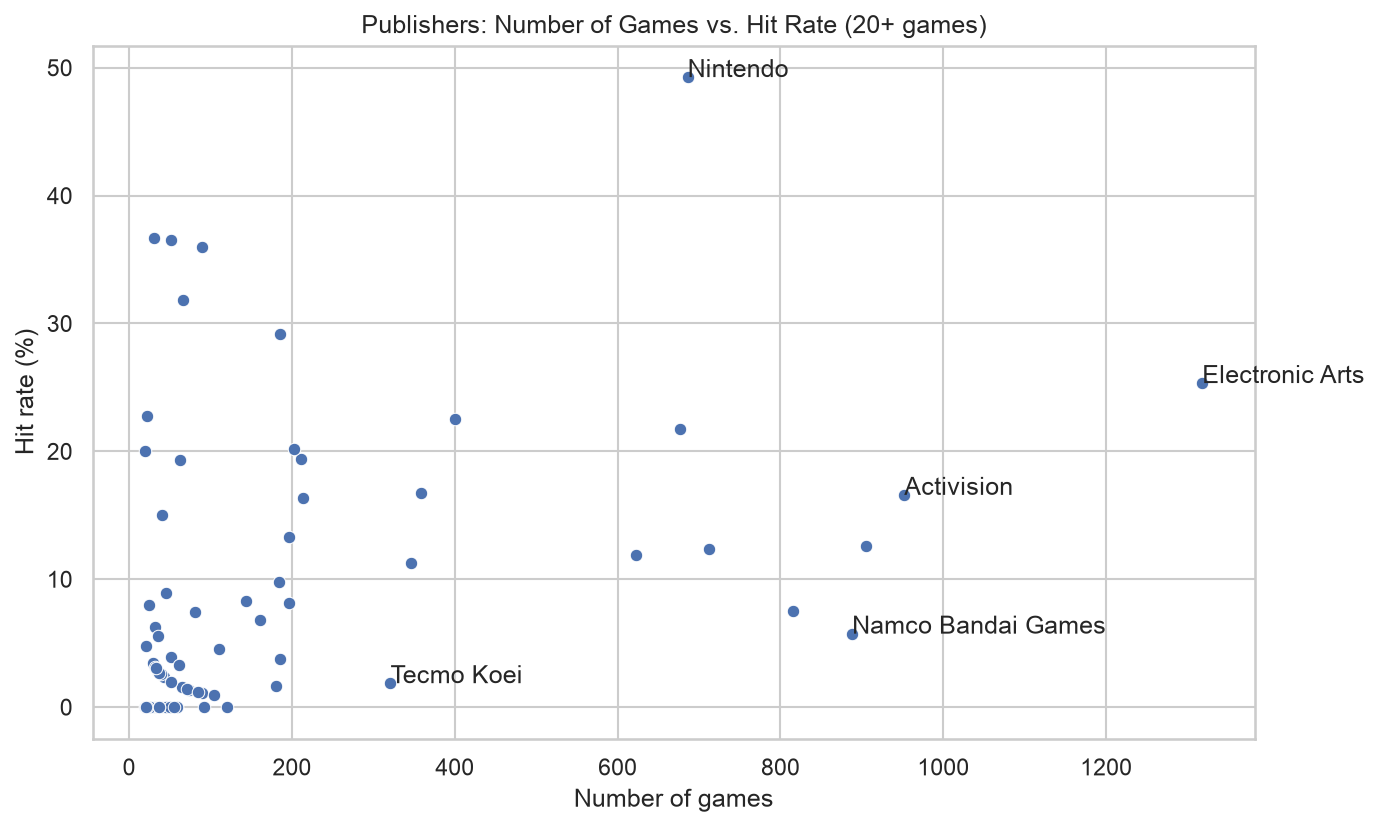 Publishers: Number of Games vs. Hit Rate (20+ games)
50
Nintendo
40
30
Electronic Arts
20
Activision
10
Namco Bandai Games
Tecmo Koei
0
Hit rate (%)
0 200 400 600 800 1000 1200
Number of games